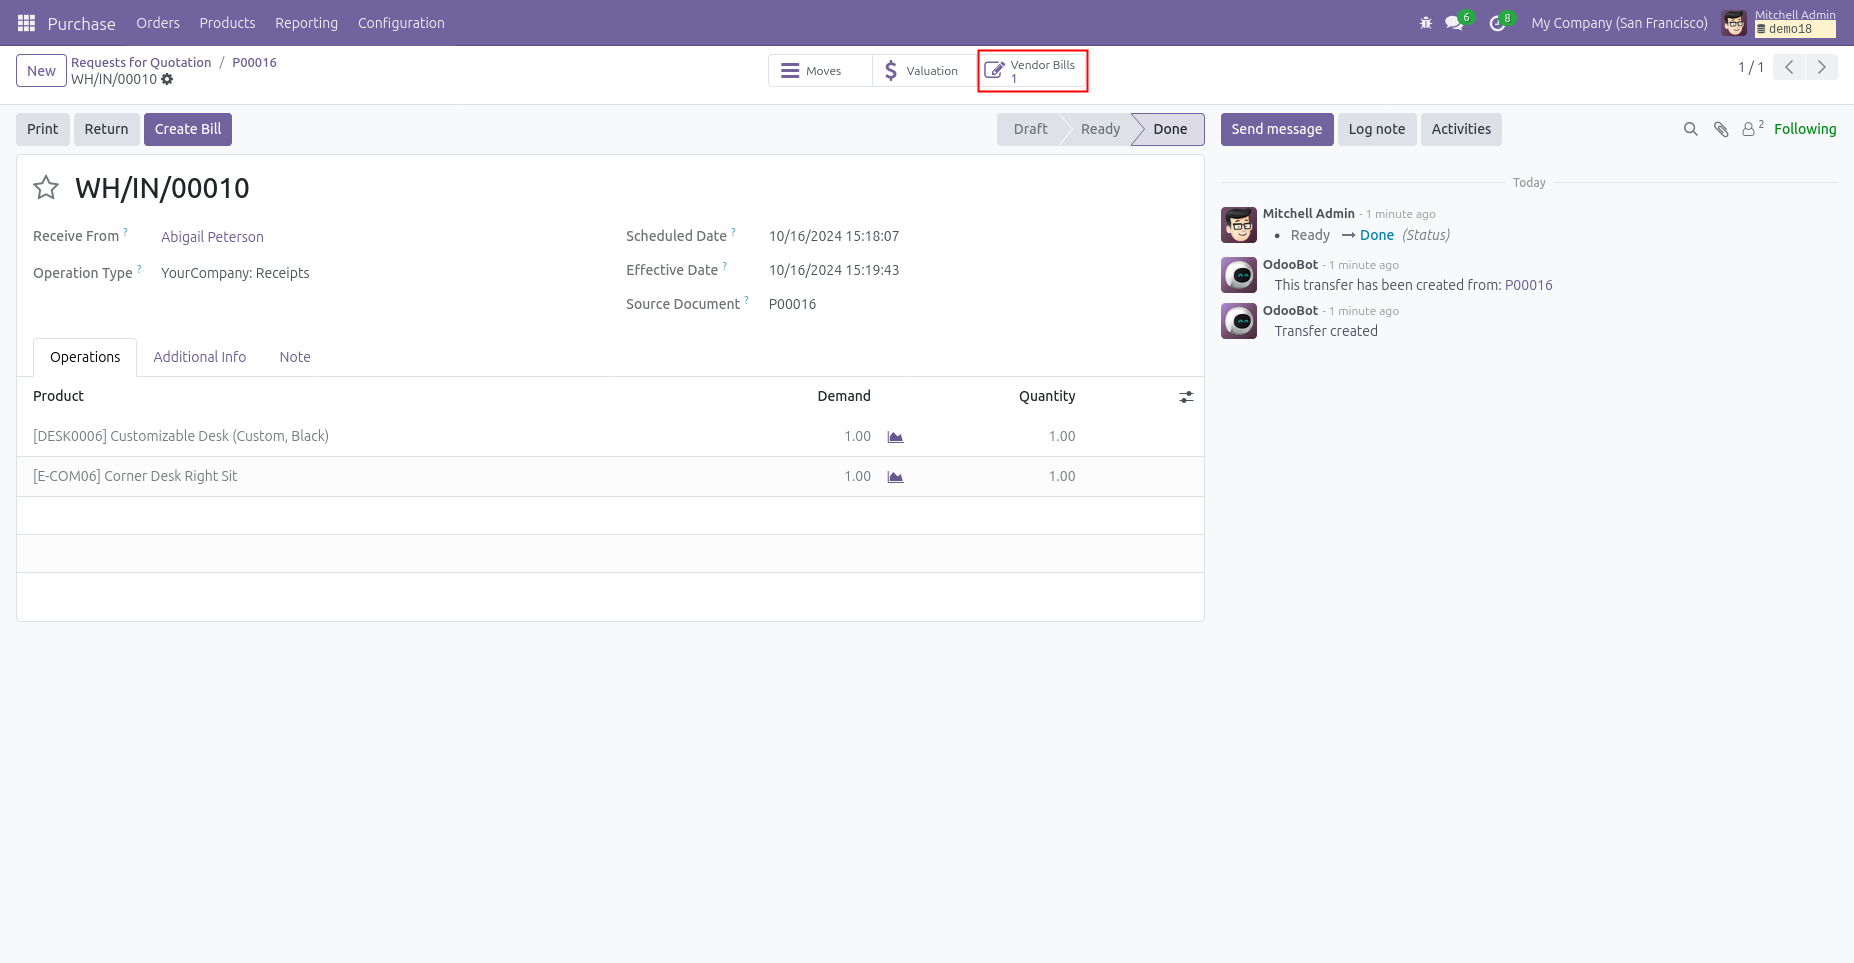 Purchase Orders Products Reporting Configuration 6 8 My Company (San Francisco) Mitchell Admin
demo18
New Requests for Quotation / P00016
WH/IN/00010
Moves Valuation Vendor Bills
1
1 / 1
Print Return Create Bill Draft Ready Done Send message Log note Activities 2 Following
WH/IN/00010
Receive From ? Abigail Peterson
Operation Type ? YourCompany: Receipts
Scheduled Date ? 10/16/2024 15:18:07
Effective Date ? 10/16/2024 15:19:43
Source Document ? P00016
Operations Additional Info Note
Product Demand Quantity
[DESK0006] Customizable Desk (Custom, Black) 1.00 1.00
[E-COM06] Corner Desk Right Sit 1.00 1.00
Today
Mitchell Admin - 1 minute ago
• Ready → Done (Status)
OdooBot - 1 minute ago
This transfer has been created from: P00016
OdooBot - 1 minute ago
Transfer created